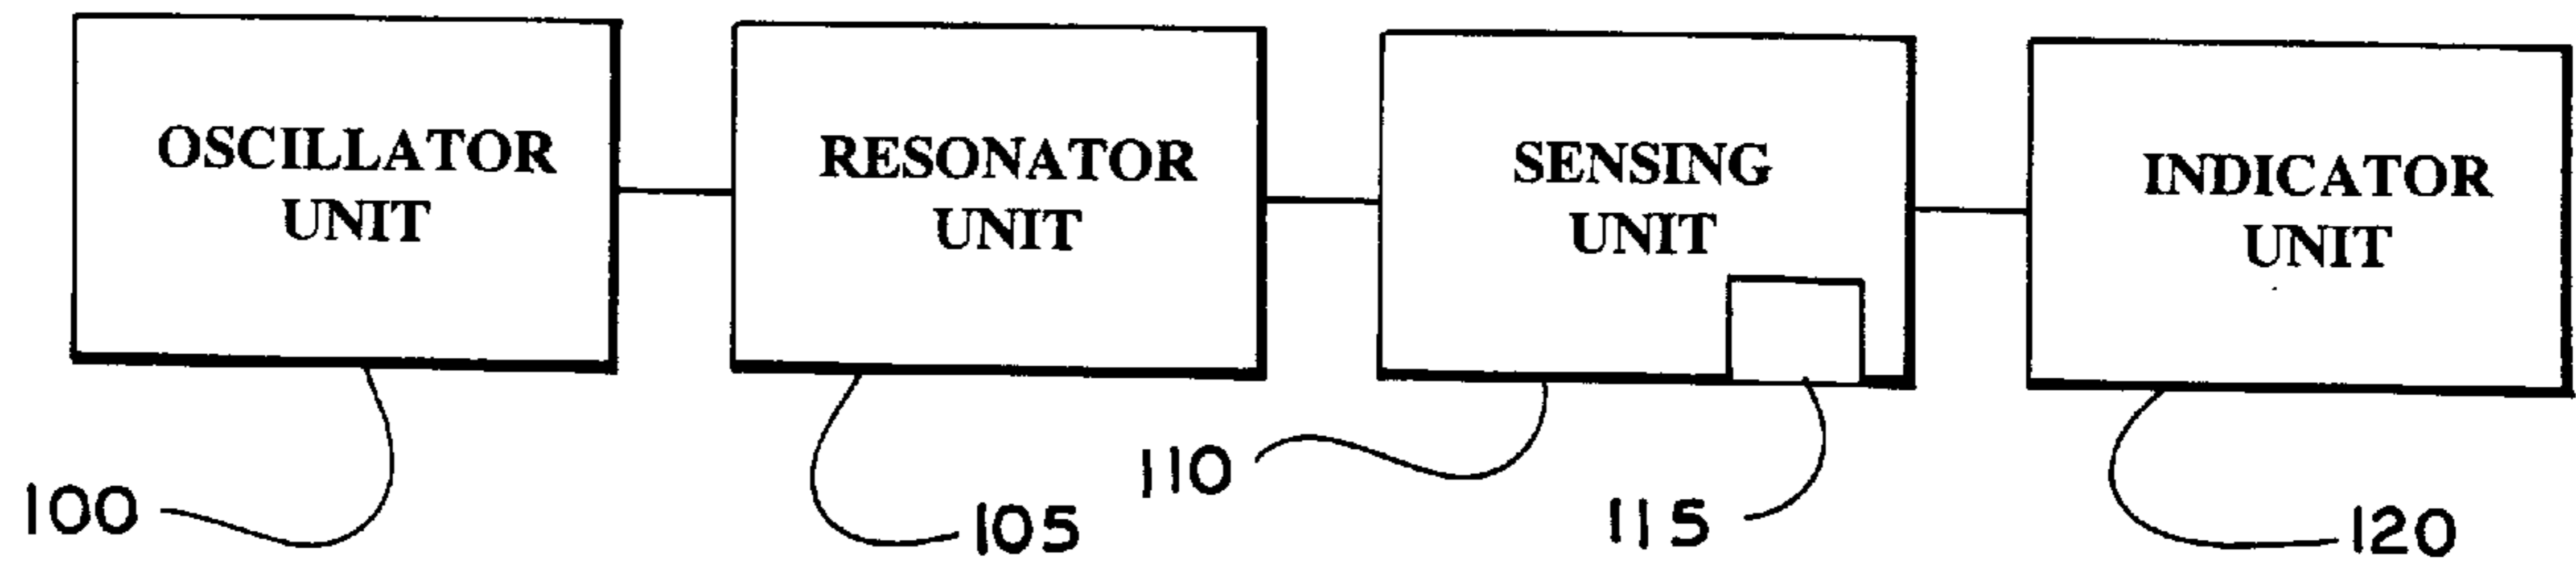 OSCILLATOR
UNIT
RESONATOR
UNIT
SENSING
UNIT
INDICATOR
UNIT
100
105
110
115
120